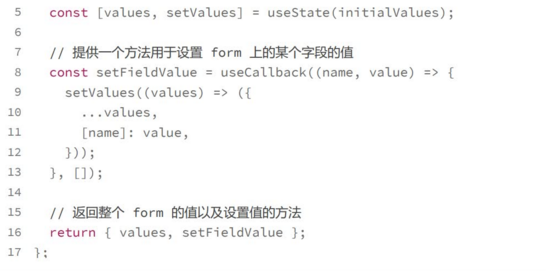 5 const [values, setValues] = useState(initialValues);
6
7 // 提供一个方法用于设置 form 上的某个字段的值
8 const setFieldValue = useCallback((name, value) => {
9 setValues((values) => ({
10 ...values,
11 [name]: value,
12 }));
13 }, []);
14
15 // 返回整个 form 的值以及设置值的方法
16 return { values, setFieldValue };
17 };